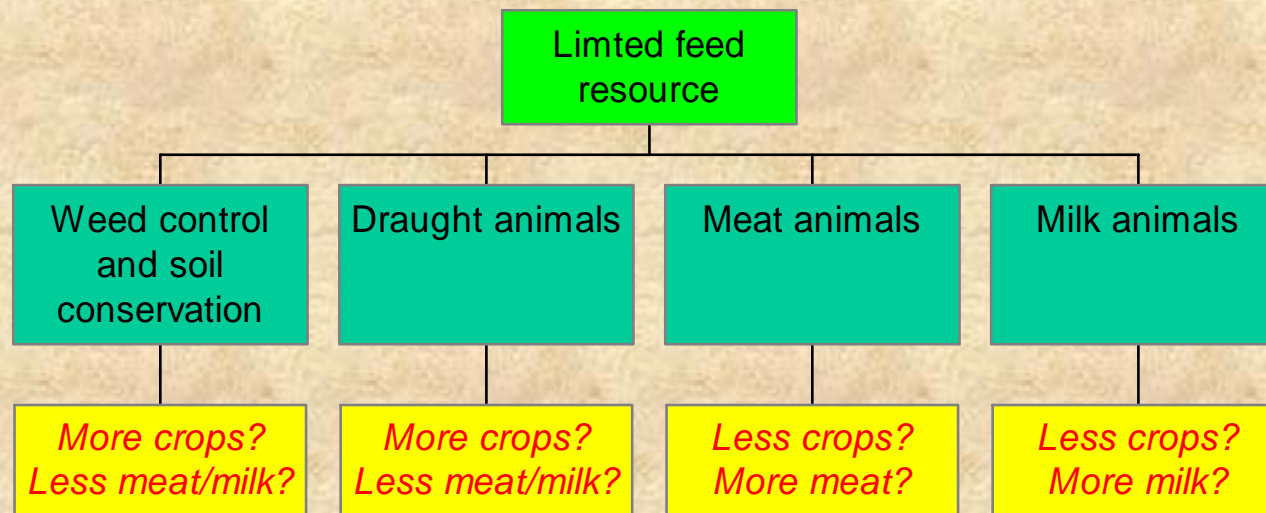 Limted feed
resource
Weed control
and soil
conservation
Draught animals
Meat animals
Milk animals
More crops?
Less meat/milk?
More crops?
Less meat/milk?
Less crops?
More meat?
Less crops?
More milk?